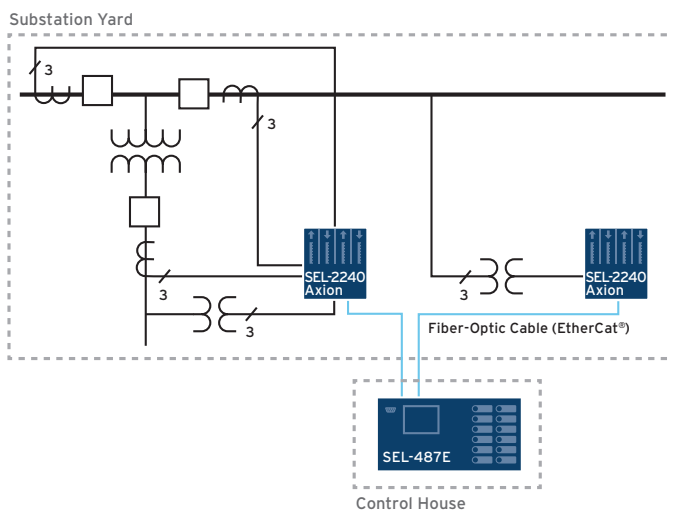 Substation Yard
3
3
SEL-2240
Axion
SEL-2240
Axion
3
3
3
Fiber-Optic Cable (EtherCat®)
SEL-487E
Control House